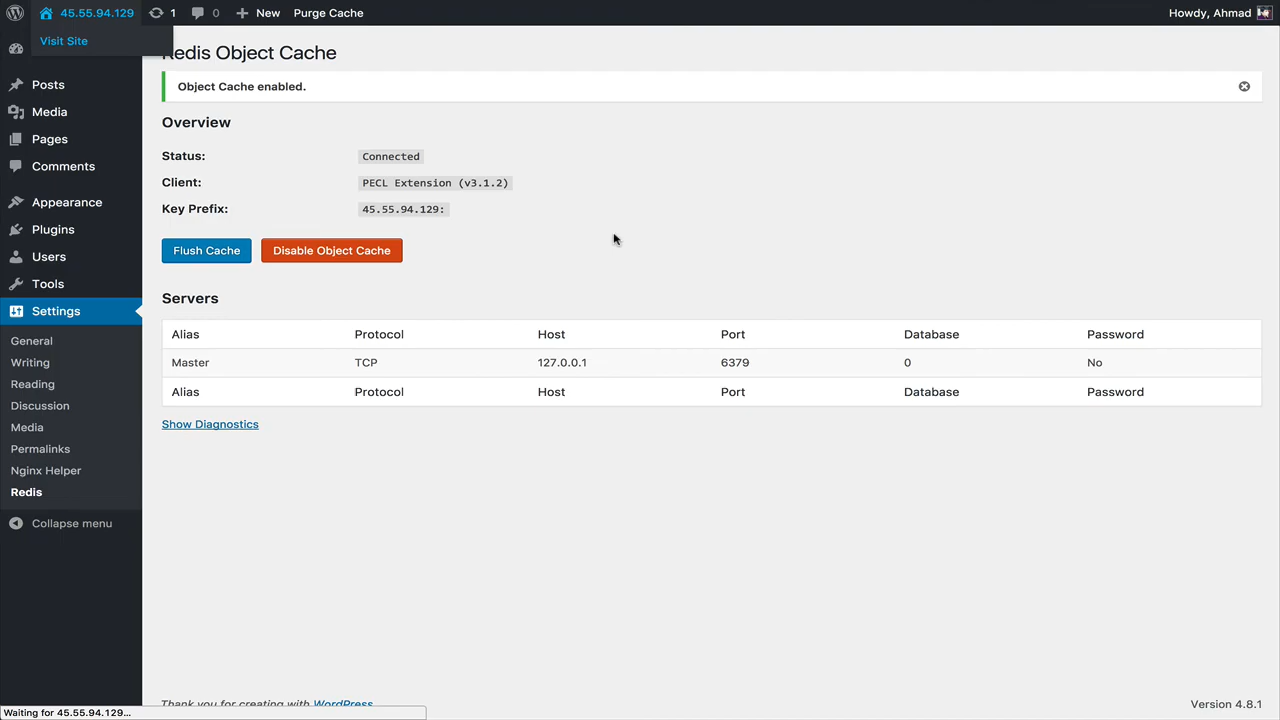 45.55.94.129 1 0 New Purge Cache Howdy, Ahmad
Visit Site
Posts
Media
Pages
Comments
Appearance
Plugins
Users
Tools
Settings
General
Writing
Reading
Discussion
Media
Permalinks
Nginx Helper
Redis
Collapse menu
Redis Object Cache
Object Cache enabled.
Overview
Status: Connected
Client: PECL Extension (v3.1.2)
Key Prefix: 45.55.94.129:
Flush Cache Disable Object Cache
Servers
Alias Protocol Host Port Database Password
Master TCP 127.0.0.1 6379 0 No
Alias Protocol Host Port Database Password
Show Diagnostics
Thank you for creating with WordPress Version 4.8.1
Waiting for 45.55.94.129...